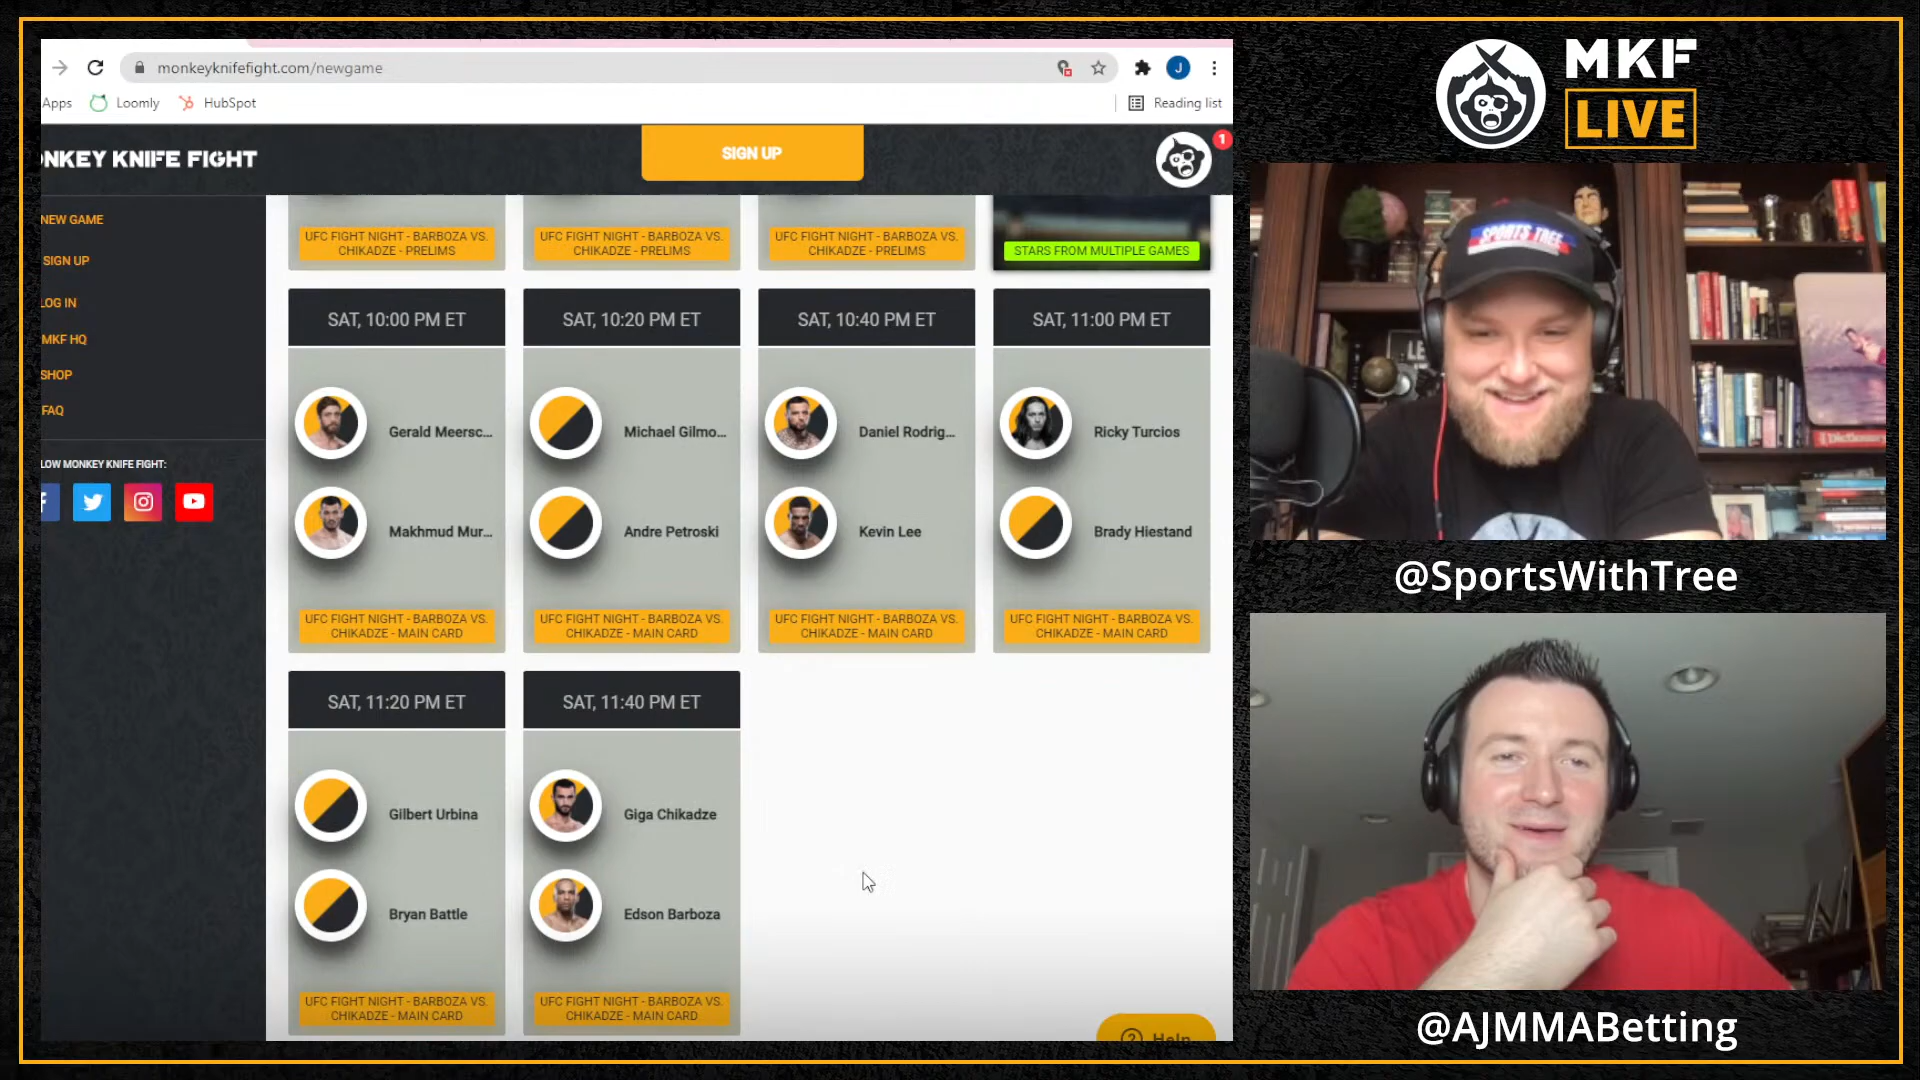 monkeyknifefight.com/newgame
J
Apps
Loomly
HubSpot
Reading list
ONKEY KNIFE FIGHT
SIGN UP
1
NEW GAME
SIGN UP
LOG IN
MKF HQ
SHOP
FAQ
LOW MONKEY KNIFE FIGHT:
UFC FIGHT NIGHT - BARBOZA VS.
CHIKADZE - PRELIMS
UFC FIGHT NIGHT - BARBOZA VS.
CHIKADZE - PRELIMS
UFC FIGHT NIGHT - BARBOZA VS.
CHIKADZE - PRELIMS
STARS FROM MULTIPLE GAMES
SAT, 10:00 PM ET
Gerald Meersc...
Makhmud Mur...
UFC FIGHT NIGHT - BARBOZA VS.
CHIKADZE - MAIN CARD
SAT, 10:20 PM ET
Michael Gilmo...
Andre Petroski
UFC FIGHT NIGHT - BARBOZA VS.
CHIKADZE - MAIN CARD
SAT, 10:40 PM ET
Daniel Rodrig...
Kevin Lee
UFC FIGHT NIGHT - BARBOZA VS.
CHIKADZE - MAIN CARD
SAT, 11:00 PM ET
Ricky Turcios
Brady Hiestand
UFC FIGHT NIGHT - BARBOZA VS.
CHIKADZE - MAIN CARD
SAT, 11:20 PM ET
Gilbert Urbina
Bryan Battle
UFC FIGHT NIGHT - BARBOZA VS.
CHIKADZE - MAIN CARD
SAT, 11:40 PM ET
Giga Chikadze
Edson Barboza
UFC FIGHT NIGHT - BARBOZA VS.
CHIKADZE - MAIN CARD
Help
MKF
LIVE
SPORTS TREE
@SportsWithTree
@AJMMABetting